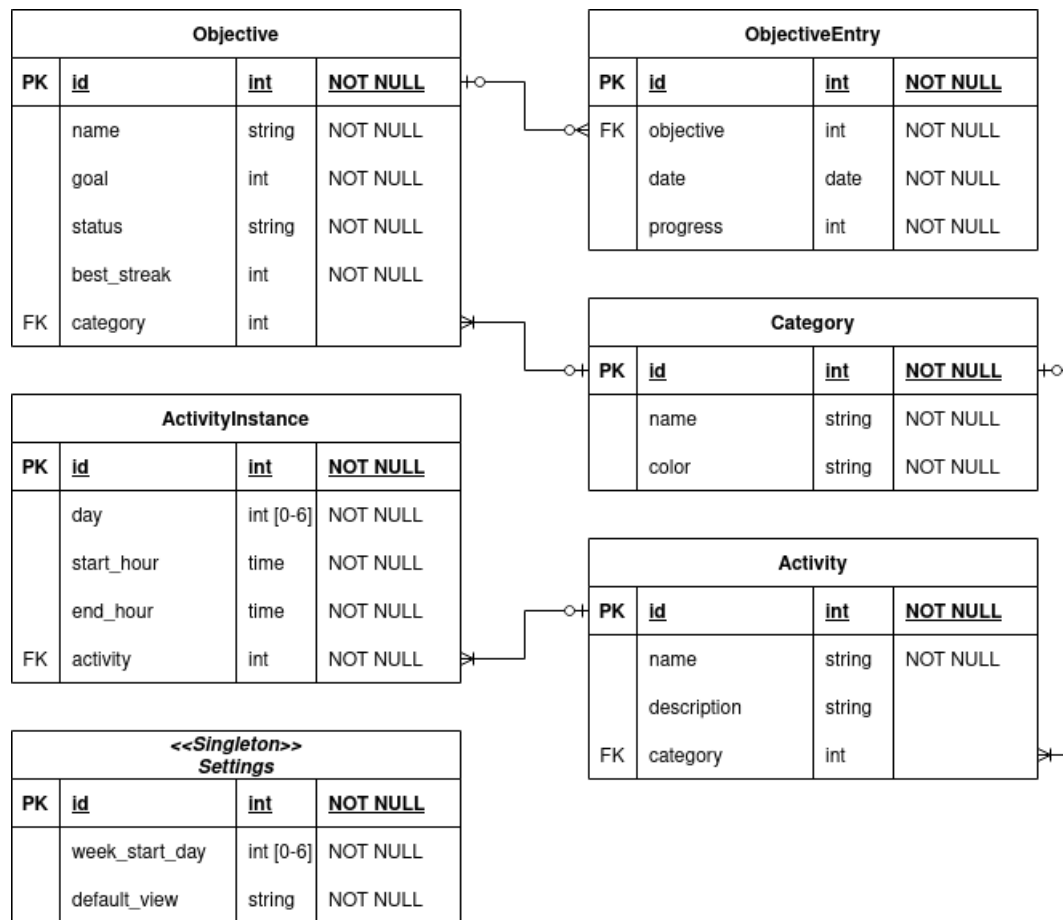 Objective
PK id int NOT NULL
name string NOT NULL
goal int NOT NULL
status string NOT NULL
best_streak int NOT NULL
FK category int
ObjectiveEntry
PK id int NOT NULL
FK objective int NOT NULL
date date NOT NULL
progress int NOT NULL
Category
PK id int NOT NULL
name string NOT NULL
color string NOT NULL
ActivityInstance
PK id int NOT NULL
day int [0-6] NOT NULL
start_hour time NOT NULL
end_hour time NOT NULL
FK activity int NOT NULL
Activity
PK id int NOT NULL
name string NOT NULL
description string
FK category int
<<Singleton>>
Settings
PK id int NOT NULL
week_start_day int [0-6] NOT NULL
default_view string NOT NULL